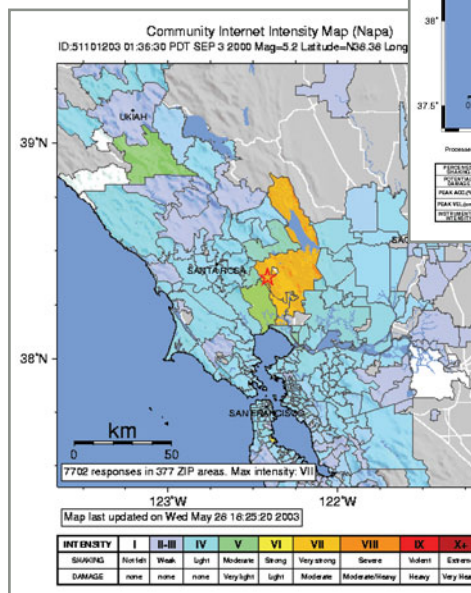 Community Internet Intensity Map (Napa)
ID:51101203 01:36:30 PDT SEP 3 2000 Mag=5.2 Latitude=N38.36 Long
38°
37.5°
39°N
UKIAH
SANTA ROSA
38°N
SAN FRANCISCO
km
0 50
7702 responses in 377 ZIP areas. Max intensity: VII
123°W 122°W
Map last updated on Wed May 28 16:25:20 2003
INTENSITY I II-III IV V VI VII VIII IX X+
SHAKING Not felt Weak Light Moderate Strong Very strong Severe Violent Extrem
DAMAGE none none none Very light Light Moderate Moderate/Heavy Heavy Very Hea